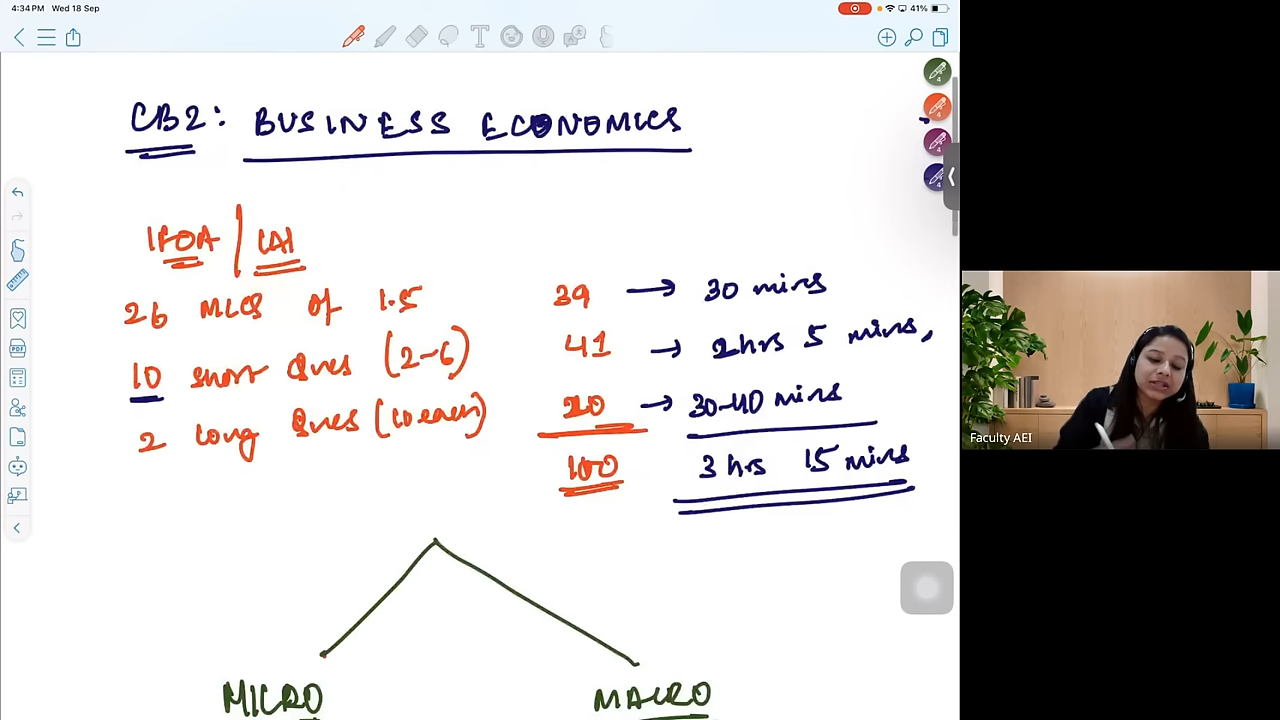 4:34 PM Wed 18 Sep
41%
CB2: BUSINESS ECONOMICS
IFOA | IAI
26 MCQS of 1.5 39 → 30 mins
10 short Ques (2-6) 41 → 2hrs 5 mins,
2 long Ques (10 each) 20 → 30-40 mins
100 3 hrs 15 mins
MICRO MACRO
Faculty AEI